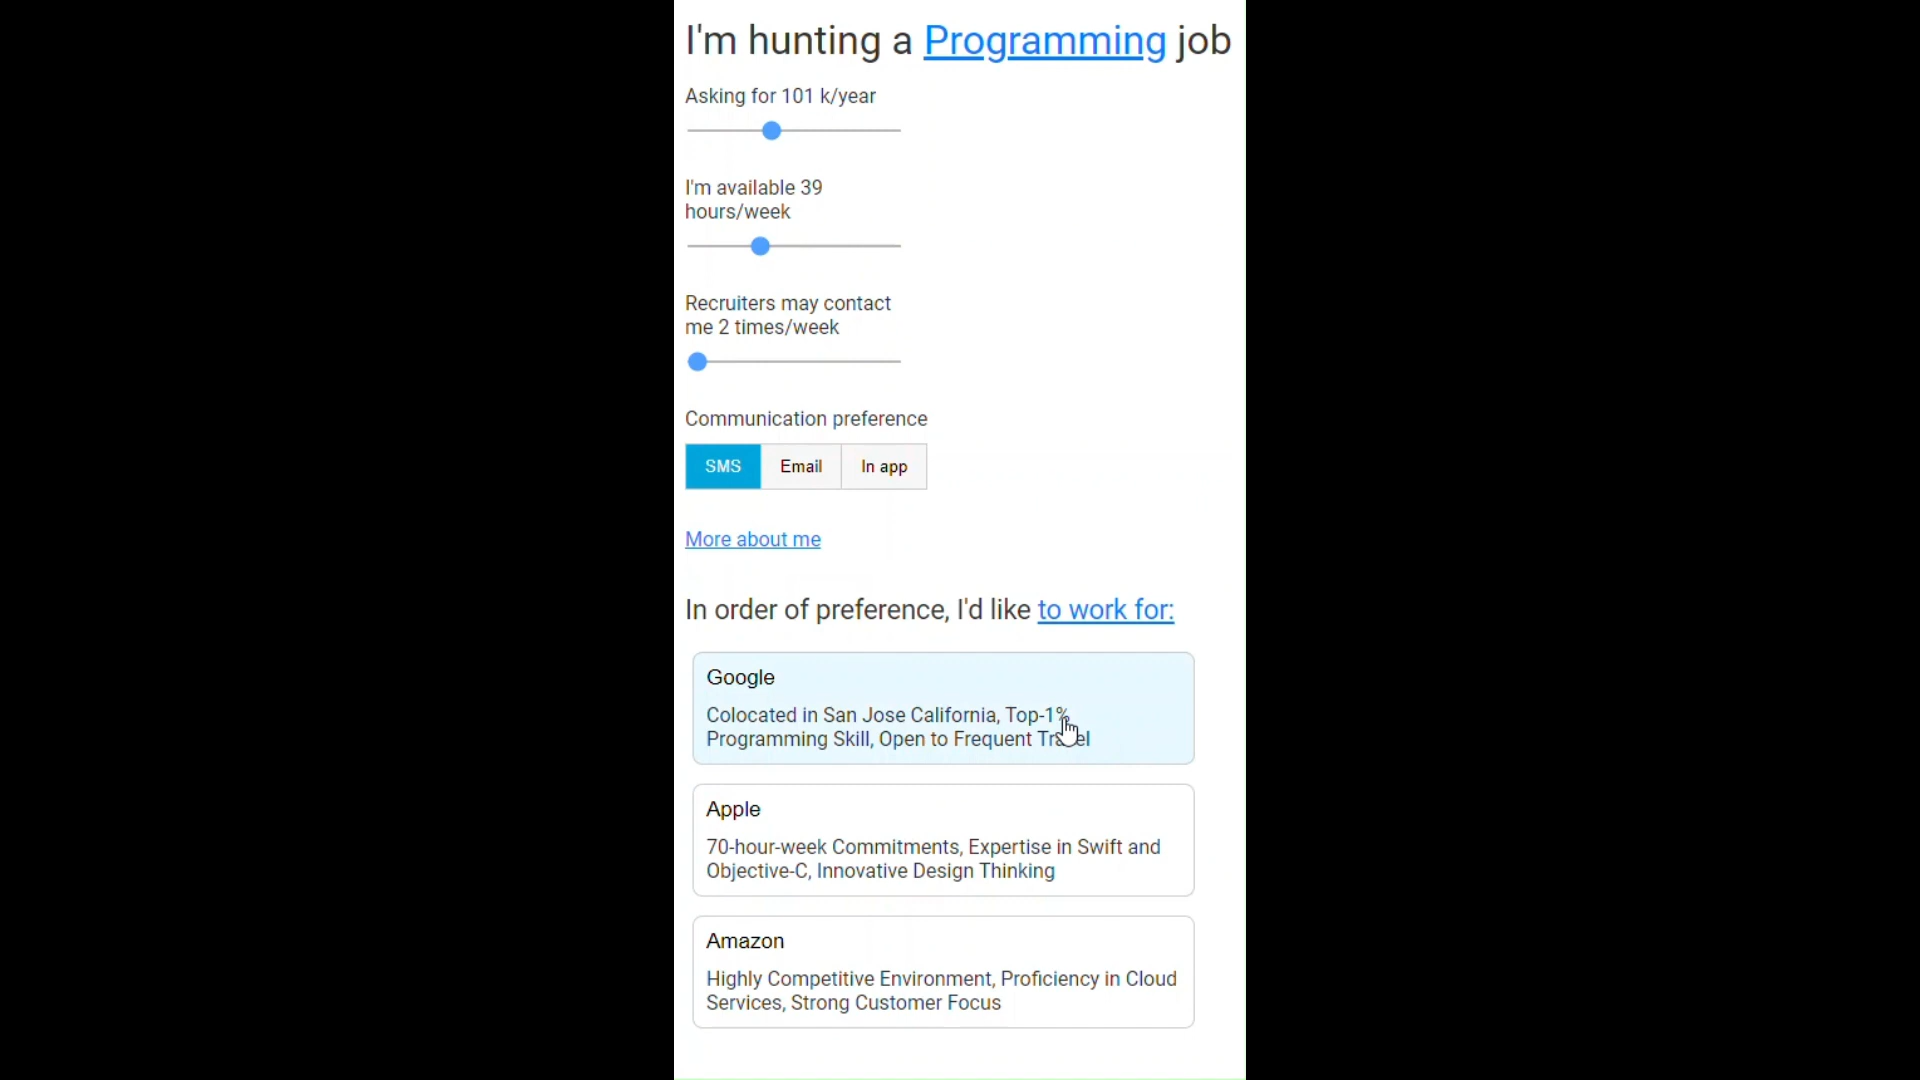 I'm hunting a Programming job
Asking for 101 k/year
I'm available 39
hours/week
Recruiters may contact
me 2 times/week
Communication preference
SMS Email In app
More about me
In order of preference, I'd like to work for:
Google
Colocated in San Jose California, Top-1%
Programming Skill, Open to Frequent Travel
Apple
70-hour-week Commitments, Expertise in Swift and
Objective-C, Innovative Design Thinking
Amazon
Highly Competitive Environment, Proficiency in Cloud
Services, Strong Customer Focus